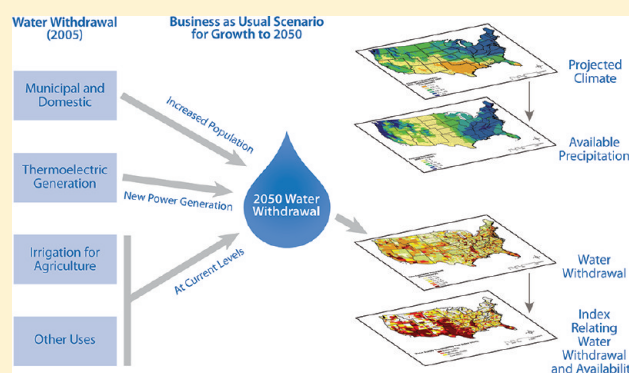 Water Withdrawal
(2005)
Business as Usual Scenario
for Growth to 2050
Municipal and
Domestic
Thermoelectric
Generation
Irrigation for
Agriculture
Other Uses
Increased Population
New Power Generation
At Current Levels
2050 Water
Withdrawal
Projected
Climate
Available
Precipitation
Water
Withdrawal
Index
Relating
Water
Withdrawal
and Availabilit